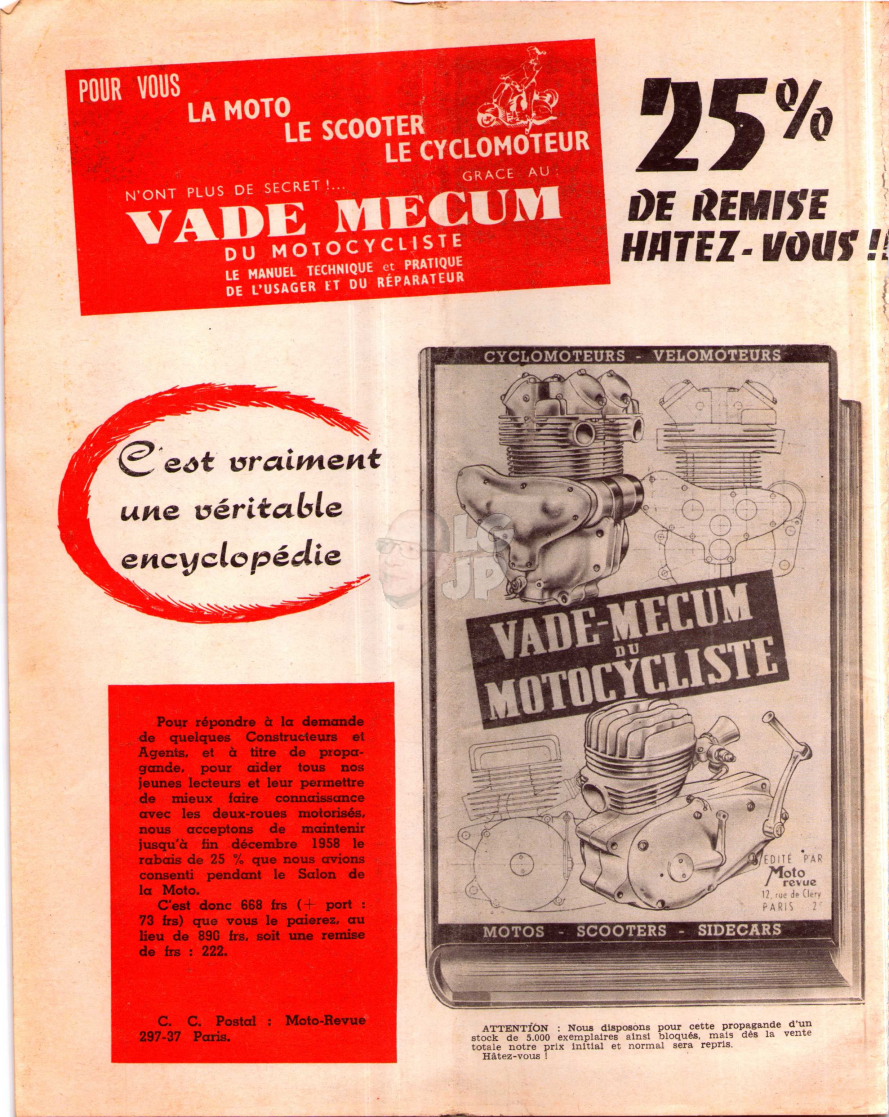 POUR VOUS
LA MOTO
LE SCOOTER
LE CYCLOMOTEUR
N'ONT PLUS DE SECRET !... GRACE AU :
VADE MECUM
DU MOTOCYCLISTE
LE MANUEL TECHNIQUE et PRATIQUE
DE L'USAGER ET DU RÉPARATEUR
25%
DE REMISE
HATEZ-VOUS !!
C'est vraiment
une véritable
encyclopédie
LG
JP
CYCLOMOTEURS - VELOMOTEURS
VADE-MECUM
DU
MOTOCYCLISTE
EDITÉ PAR
Moto
revue
12, rue de Cléry
PARIS 2e
MOTOS - SCOOTERS - SIDECARS
Pour répondre à la demande
de quelques Constructeurs et
Agents, et à titre de propa-
gande, pour aider tous nos
jeunes lecteurs et leur permettre
de mieux faire connaissance
avec les deux-roues motorisés,
nous acceptons de maintenir
jusqu'à fin décembre 1958 le
rabais de 25 % que nous avions
consenti pendant le Salon de
la Moto.
C'est donc 668 frs (+ port :
73 frs) que vous le paierez, au
lieu de 890 frs, soit une remise
de frs : 222.
C. C. Postal : Moto-Revue
297-37 Paris.
ATTENTION : Nous disposons pour cette propagande d'un
stock de 5.000 exemplaires ainsi bloqués, mais dès la vente
totale notre prix initial et normal sera repris.
Hâtez-vous !